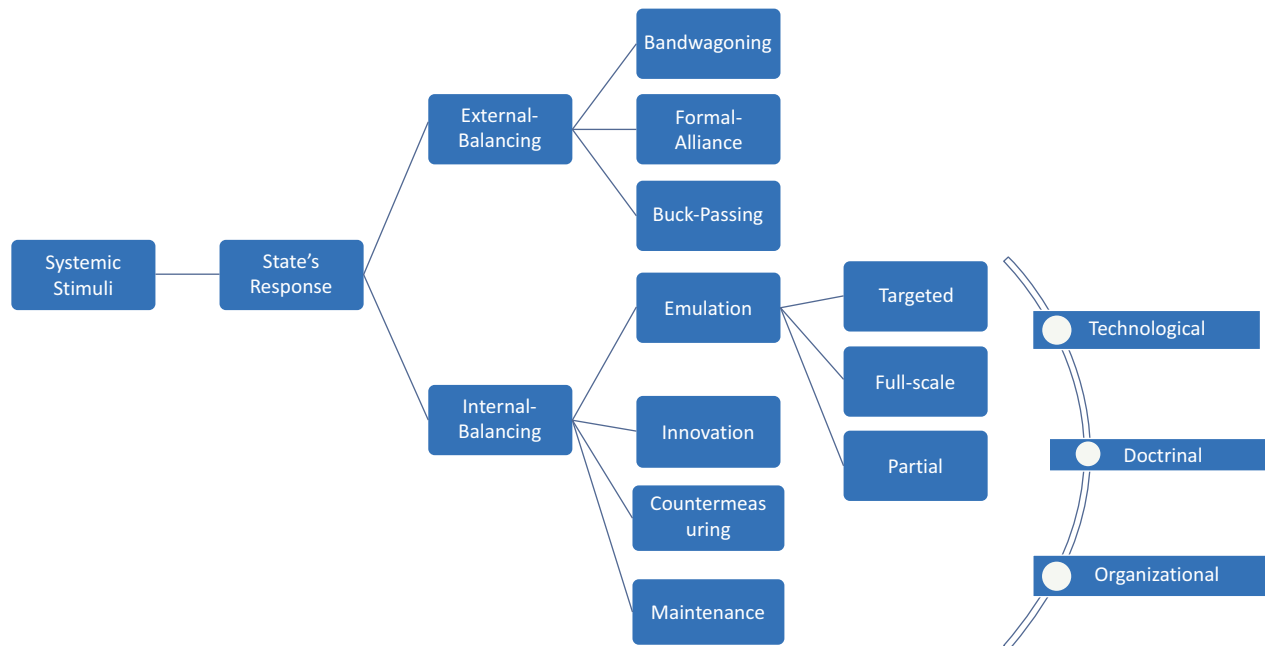 Systemic
Stimuli
State’s
Response
External-
Balancing
Bandwagoning
Formal-
Alliance
Buck-Passing
Internal-
Balancing
Emulation
Targeted
Full-scale
Partial
Innovation
Countermeas
uring
Maintenance
Technological
Doctrinal
Organizational